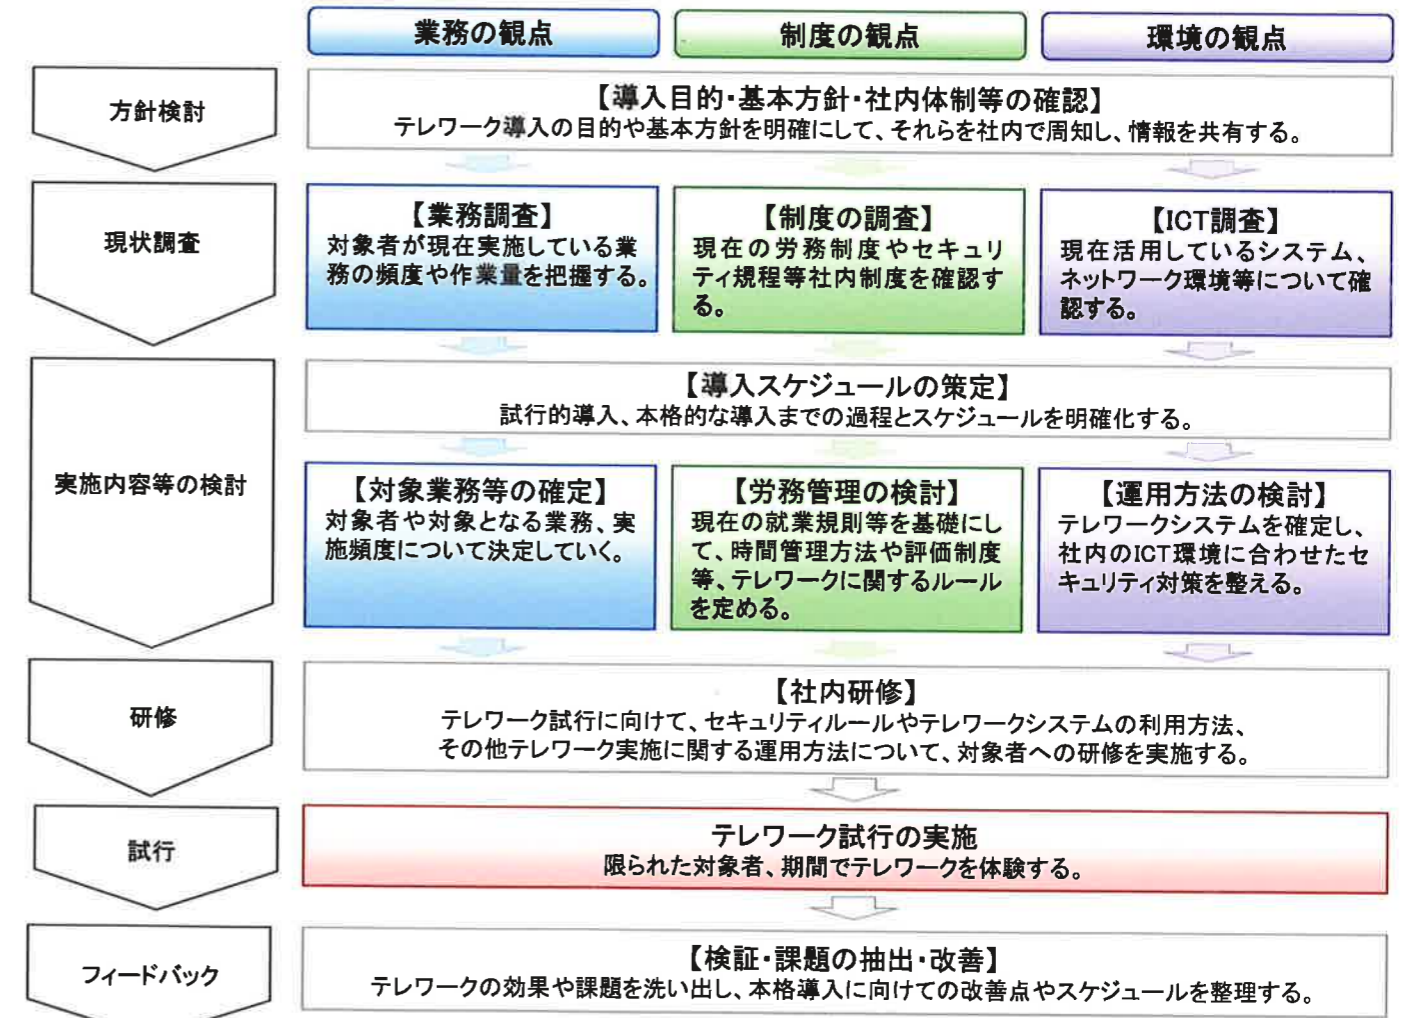 業務の観点
制度の観点
環境の観点
方針検討
【導入目的・基本方針・社内体制等の確認】
テレワーク導入の目的や基本方針を明確にして、それらを社内で周知し、情報を共有する。
現状調査
【業務調査】
対象者が現在実施している業
務の頻度や作業量を把握する。
【制度の調査】
現在の労務制度やセキュリ
ティ規程等社内制度を確認す
る。
【ICT調査】
現在活用しているシステム、
ネットワーク環境等について確
認する。
実施内容等の検討
【導入スケジュールの策定】
試行的導入、本格的な導入までの過程とスケジュールを明確化する。
【対象業務等の確定】
対象者や対象となる業務、実
施頻度について決定していく。
【労務管理の検討】
現在の就業規則等を基礎にし
て、時間管理方法や評価制度
等、テレワークに関するルール
を定める。
【運用方法の検討】
テレワークシステムを確定し、
社内のICT環境に合わせたセ
キュリティ対策を整える。
研修
【社内研修】
テレワーク試行に向けて、セキュリティルールやテレワークシステムの利用方法、
その他テレワーク実施に関する運用方法について、対象者への研修を実施する。
試行
テレワーク試行の実施
限られた対象者、期間でテレワークを体験する。
フィードバック
【検証・課題の抽出・改善】
テレワークの効果や課題を洗い出し、本格導入に向けての改善点やスケジュールを整理する。